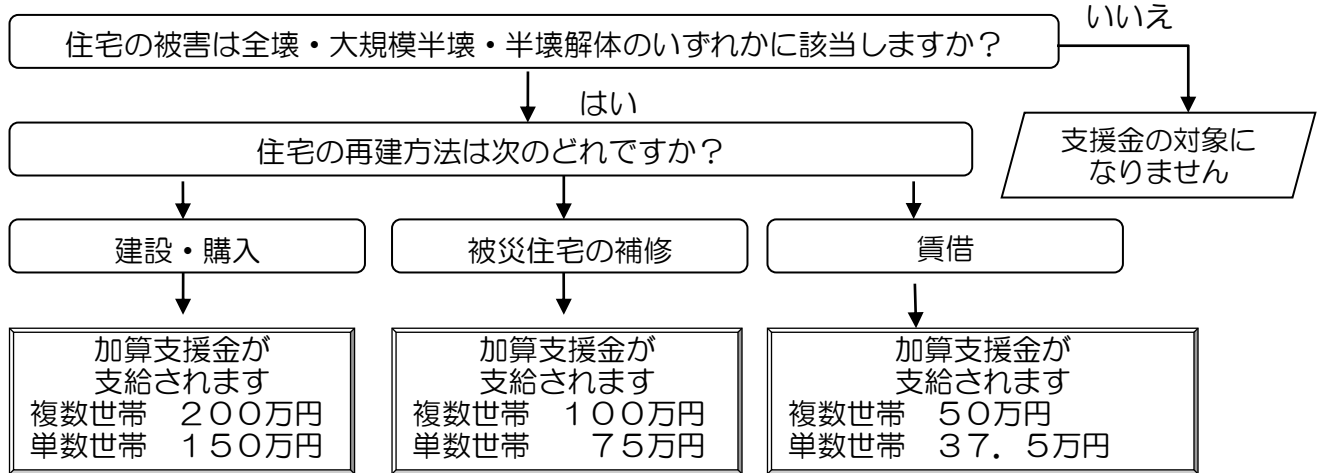 いいえ
住宅の被害は全壊・大規模半壊・半壊解体のいずれかに該当しますか？
はい
支援金の対象に
なりません
住宅の再建方法は次のどれですか？
建設・購入
被災住宅の補修
賃借
加算支援金が
支給されます
複数世帯　２００万円
単数世帯　１５０万円
加算支援金が
支給されます
複数世帯　１００万円
単数世帯　　７５万円
加算支援金が
支給されます
複数世帯　５０万円
単数世帯　３７．５万円